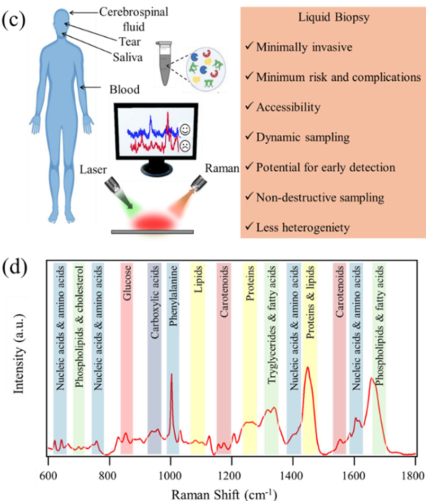 (c)
Cerebrospinal
fluid
Tear
Saliva
Blood
Laser
Raman
Liquid Biopsy
✓ Minimally invasive
✓ Minimum risk and complications
✓ Accessibility
✓ Dynamic sampling
✓ Potential for early detection
✓ Non-destructive sampling
✓ Less heterogeniety
(d)
Nucleic acids & amino acids
Phospholipids & cholesterol
Nucleic acids & amino acids
Glucose
Carboxylic acids
Phenylalanine
Lipids
Carotenoids
Proteins
Tryglycerides & fatty acids
Nucleic acids & amino acids
Proteins & lipids
Carotenoids
Nucleic acids & amino acids
Phospholipids & fatty acids
Intensity (a.u.)
600 800 1000 1200 1400 1600 1800
Raman Shift (cm⁻¹)